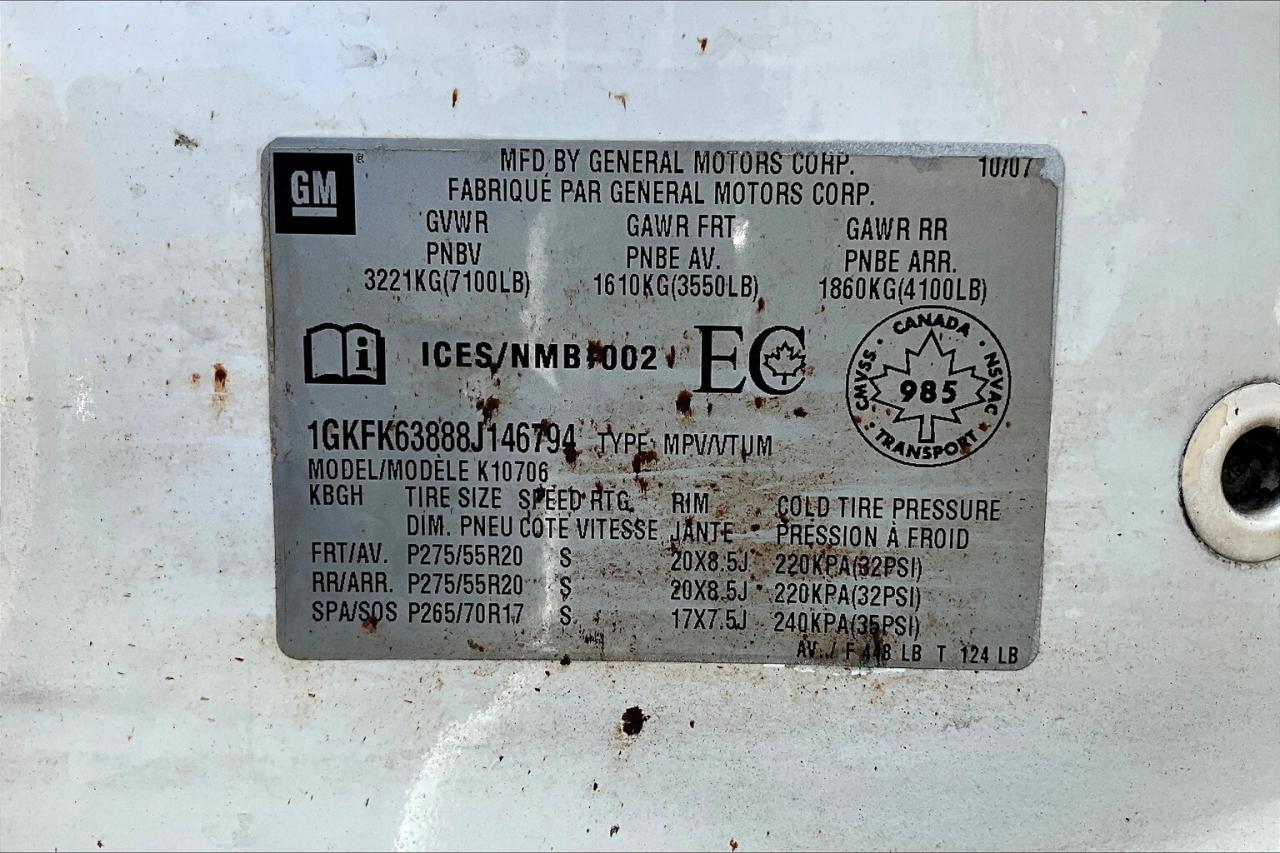 GM ®
MFD BY GENERAL MOTORS CORP. 10/07
FABRIQUÉ PAR GENERAL MOTORS CORP.
GVWR GAWR FRT GAWR RR
PNBV PNBE AV. PNBE ARR.
3221KG(7100LB) 1610KG(3550LB) 1860KG(4100LB)
i ICES/NMB-002 EC
CANADA
CMVSS 985 NSVAC
TRANSPORT
1GKFK63888J146794 TYPE: MPV/VTUM
MODEL/MODÈLE K10706
KBGH TIRE SIZE SPEED RTG. RIM COLD TIRE PRESSURE
DIM. PNEU COTE VITESSE JANTE PRESSION À FROID
FRT/AV. P275/55R20 S 20X8.5J 220KPA(32PSI)
RR/ARR. P275/55R20 S 20X8.5J 220KPA(32PSI)
SPA/SOS P265/70R17 S 17X7.5J 240KPA(35PSI)
F 448 LB T 124 LB